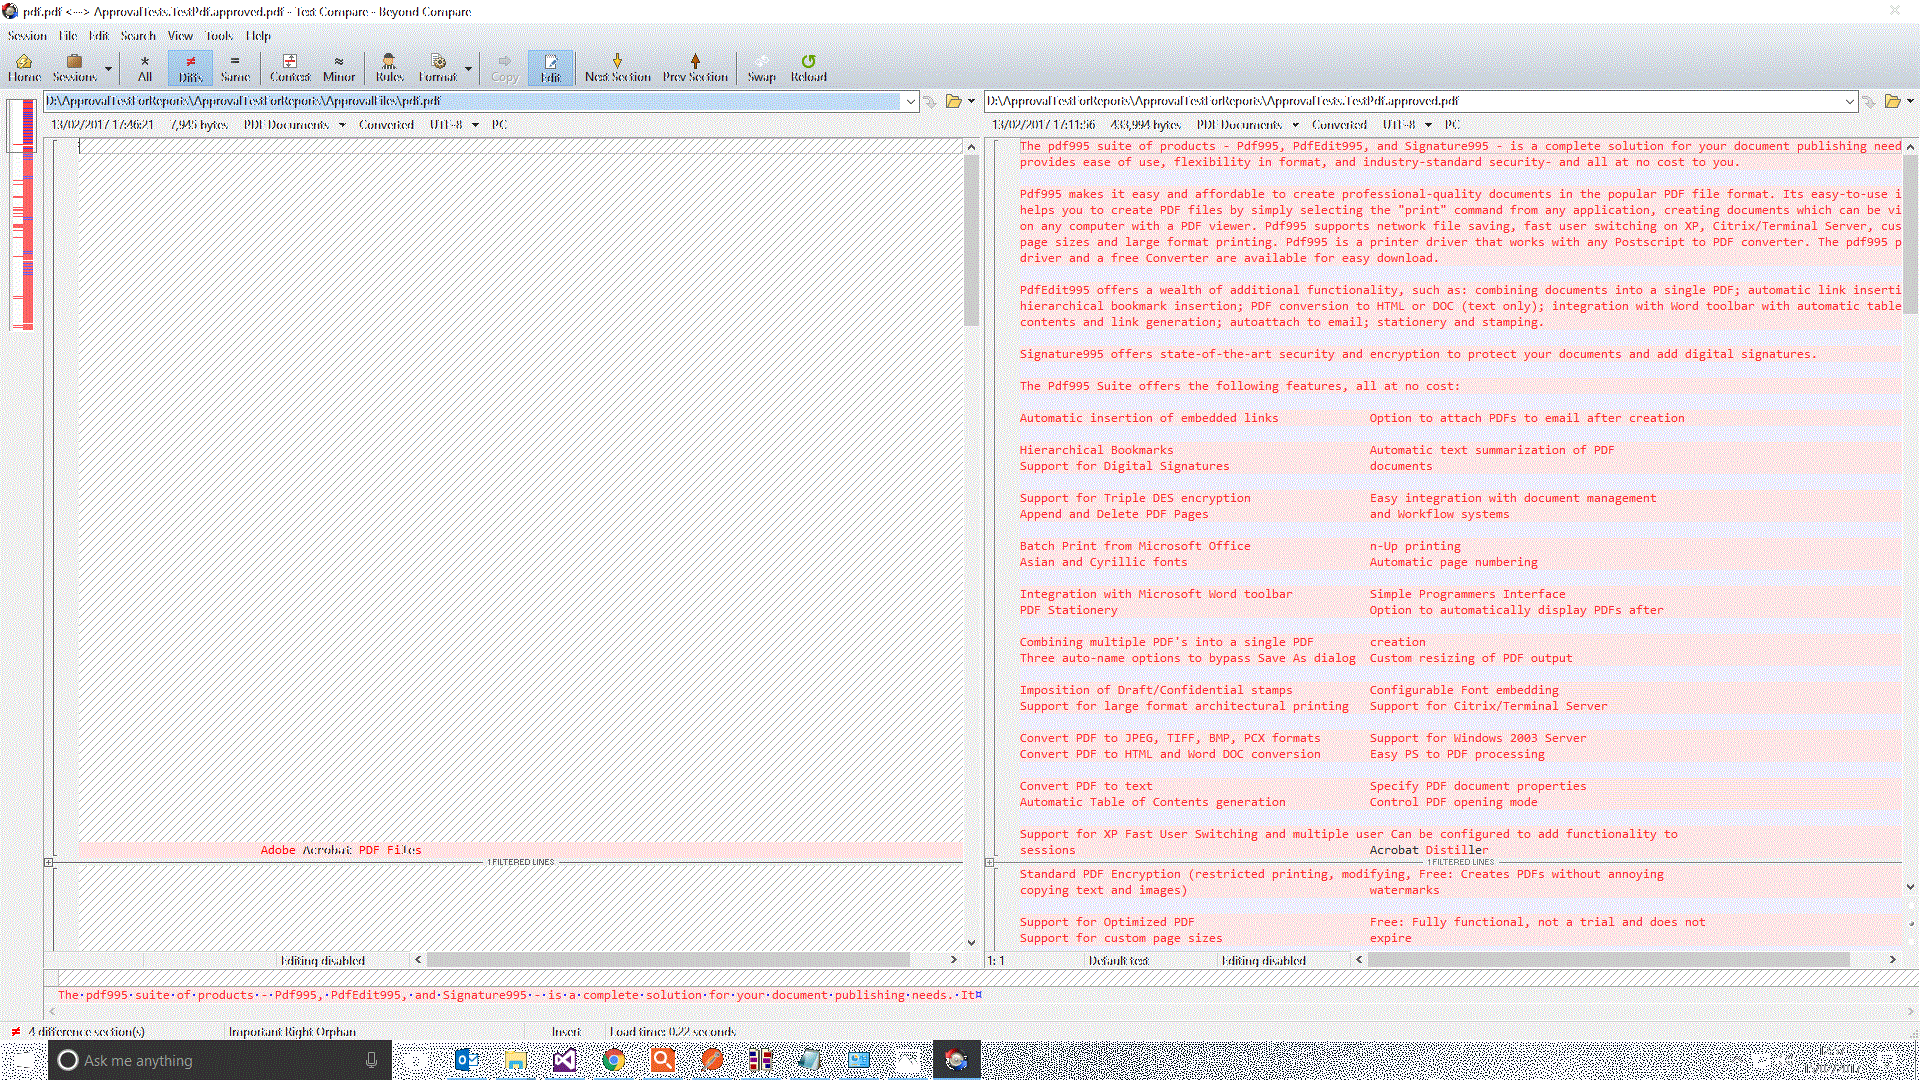 pdf.pdf <--> ApprovalTests.TestPdf.approved.pdf - Text Compare - Beyond Compare
Session File Edit Search View Tools Help
Home Sessions All Diffs Same Context Minor Rules Format Copy Edit Next Section Prev Section Swap Reload
D:\ApprovalTestForReports\ApprovalTestForReports\ApprovalFiles\pdf.pdf
13/02/2017 17:46:21 7,945 bytes PDF Documents Converted UTF-8 PC
Adobe Acrobat PDF Files
1 FILTERED LINES
Editing disabled
D:\ApprovalTestForReports\ApprovalTestForReports\ApprovalTests.TestPdf.approved.pdf
13/02/2017 17:11:56 433,994 bytes PDF Documents Converted UTF-8 PC
The pdf995 suite of products - Pdf995, PdfEdit995, and Signature995 - is a complete solution for your document publishing need
provides ease of use, flexibility in format, and industry-standard security- and all at no cost to you.
Pdf995 makes it easy and affordable to create professional-quality documents in the popular PDF file format. Its easy-to-use i
helps you to create PDF files by simply selecting the "print" command from any application, creating documents which can be vi
on any computer with a PDF viewer. Pdf995 supports network file saving, fast user switching on XP, Citrix/Terminal Server, cus
page sizes and large format printing. Pdf995 is a printer driver that works with any Postscript to PDF converter. The pdf995 p
driver and a free Converter are available for easy download.
PdfEdit995 offers a wealth of additional functionality, such as: combining documents into a single PDF; automatic link inserti
hierarchical bookmark insertion; PDF conversion to HTML or DOC (text only); integration with Word toolbar with automatic table
contents and link generation; autoattach to email; stationery and stamping.
Signature995 offers state-of-the-art security and encryption to protect your documents and add digital signatures.
The Pdf995 Suite offers the following features, all at no cost:
Automatic insertion of embedded links Option to attach PDFs to email after creation
Hierarchical Bookmarks Automatic text summarization of PDF
Support for Digital Signatures documents
Support for Triple DES encryption Easy integration with document management
Append and Delete PDF Pages and Workflow systems
Batch Print from Microsoft Office n-Up printing
Asian and Cyrillic fonts Automatic page numbering
Integration with Microsoft Word toolbar Simple Programmers Interface
PDF Stationery Option to automatically display PDFs after
Combining multiple PDF's into a single PDF creation
Three auto-name options to bypass Save As dialog Custom resizing of PDF output
Imposition of Draft/Confidential stamps Configurable Font embedding
Support for large format architectural printing Support for Citrix/Terminal Server
Convert PDF to JPEG, TIFF, BMP, PCX formats Support for Windows 2003 Server
Convert PDF to HTML and Word DOC conversion Easy PS to PDF processing
Convert PDF to text Specify PDF document properties
Automatic Table of Contents generation Control PDF opening mode
Support for XP Fast User Switching and multiple user Can be configured to add functionality to
sessions Acrobat Distiller
1 FILTERED LINES
Standard PDF Encryption (restricted printing, modifying, Free: Creates PDFs without annoying
copying text and images) watermarks
Support for Optimized PDF Free: Fully functional, not a trial and does not
Support for custom page sizes expire
1: 1 Default text Editing disabled
The pdf995 suite of products - Pdf995, PdfEdit995, and Signature995 - is a complete solution for your document publishing needs. It
4 difference section(s) Important Right Orphan Insert Load time: 0.22 seconds
Ask me anything